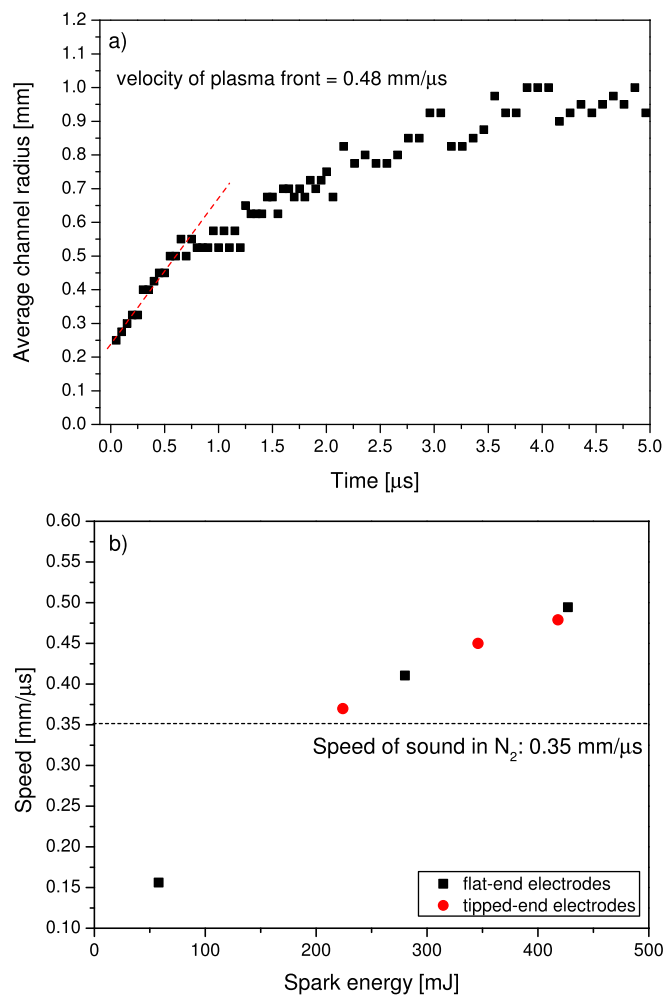 a)
velocity of plasma front = 0.48 mm/μs
Average channel radius [mm]
1.2
1.1
1.0
0.9
0.8
0.7
0.6
0.5
0.4
0.3
0.2
0.1
0.0
0.0 0.5 1.0 1.5 2.0 2.5 3.0 3.5 4.0 4.5 5.0
Time [μs]
b)
Speed [mm/μs]
0.60
0.55
0.50
0.45
0.40
0.35
0.30
0.25
0.20
0.15
0.10
Speed of sound in N₂: 0.35 mm/μs
flat-end electrodes
tipped-end electrodes
0 100 200 300 400 500
Spark energy [mJ]